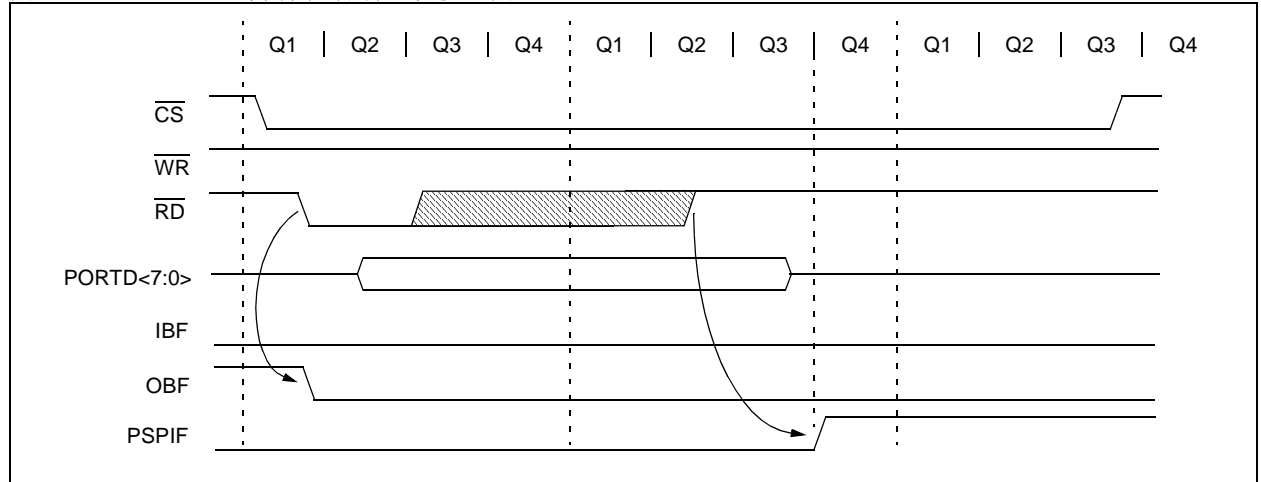 Q1 | Q2 | Q3 | Q4 | Q1 | Q2 | Q3 | Q4 | Q1 | Q2 | Q3 | Q4
CS
WR
RD
PORTD<7:0>
IBF
OBF
PSPIF